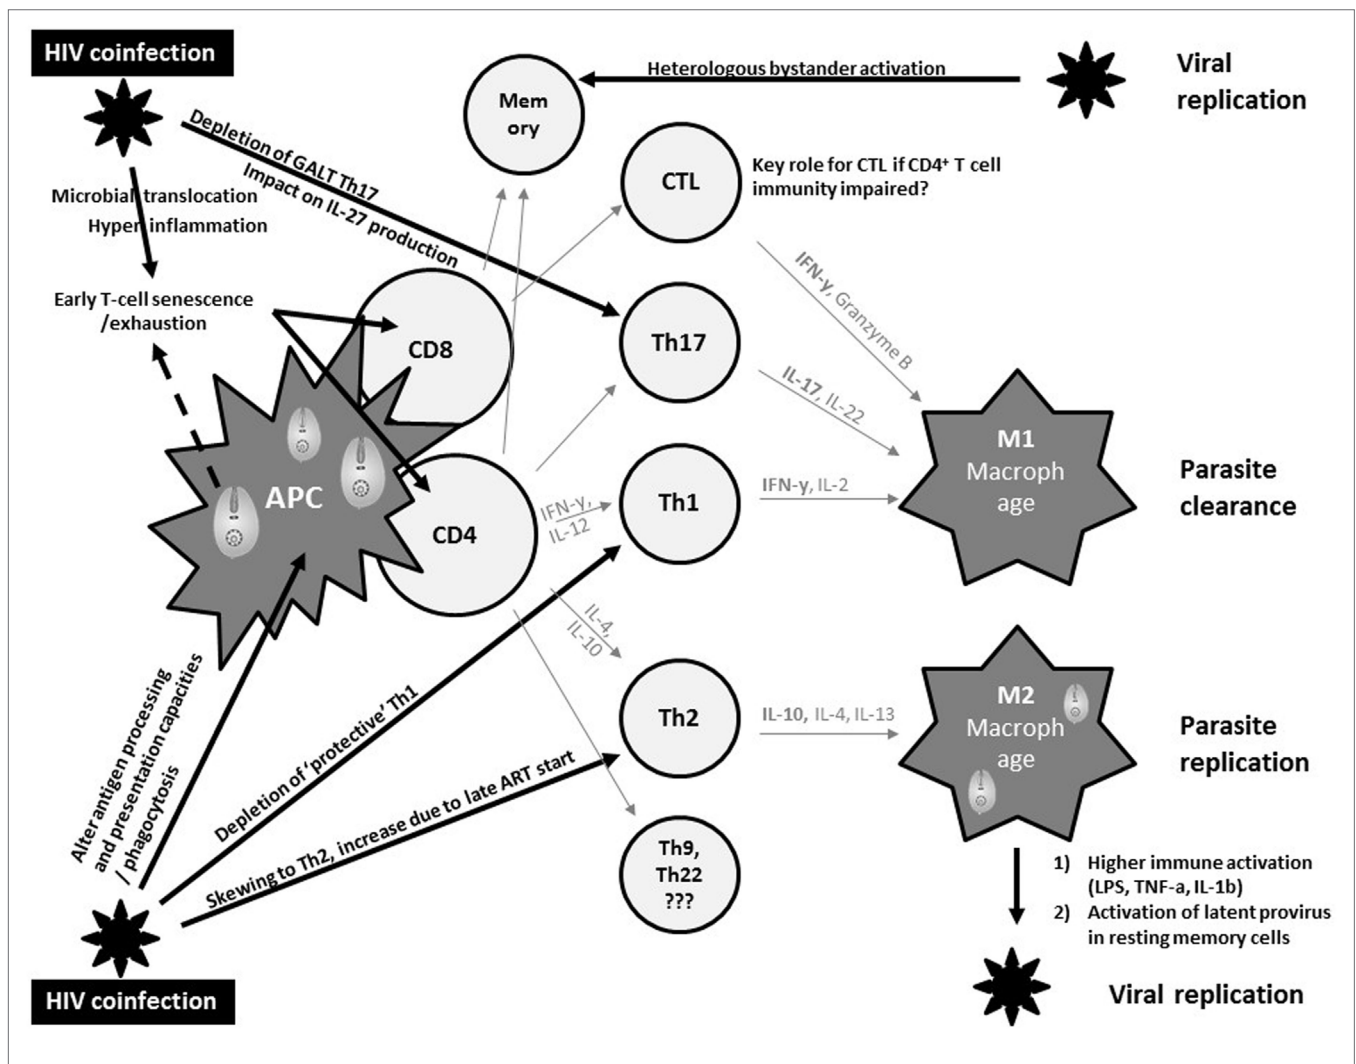 HIV coinfection
Heterologous bystander activation
Viral
replication
Mem
ory
Depletion of GALT Th17
Impact on IL-27 production
CTL
Key role for CTL if CD4⁺ T cell
immunity impaired?
Microbial translocation
Hyper inflammation
IFN-y, Granzyme B
Early T-cell senescence
/exhaustion
CD8
Th17
IL-17, IL-22
M1
Macroph
age
Parasite
clearance
APC
CD4
IFN-y,
IL-12
Th1
IFN-y, IL-2
IL-4,
IL-10
Th2
IL-10, IL-4, IL-13
M2
Macroph
age
Parasite
replication
Alter antigen processing
and presentation capacities
/ phagocytosis
Depletion of ‘protective’ Th1
Skewing to Th2, increase due to late ART start
Th9,
Th22
???
1) Higher immune activation
(LPS, TNF-a, IL-1b)
2) Activation of latent provirus
in resting memory cells
HIV coinfection
Viral replication